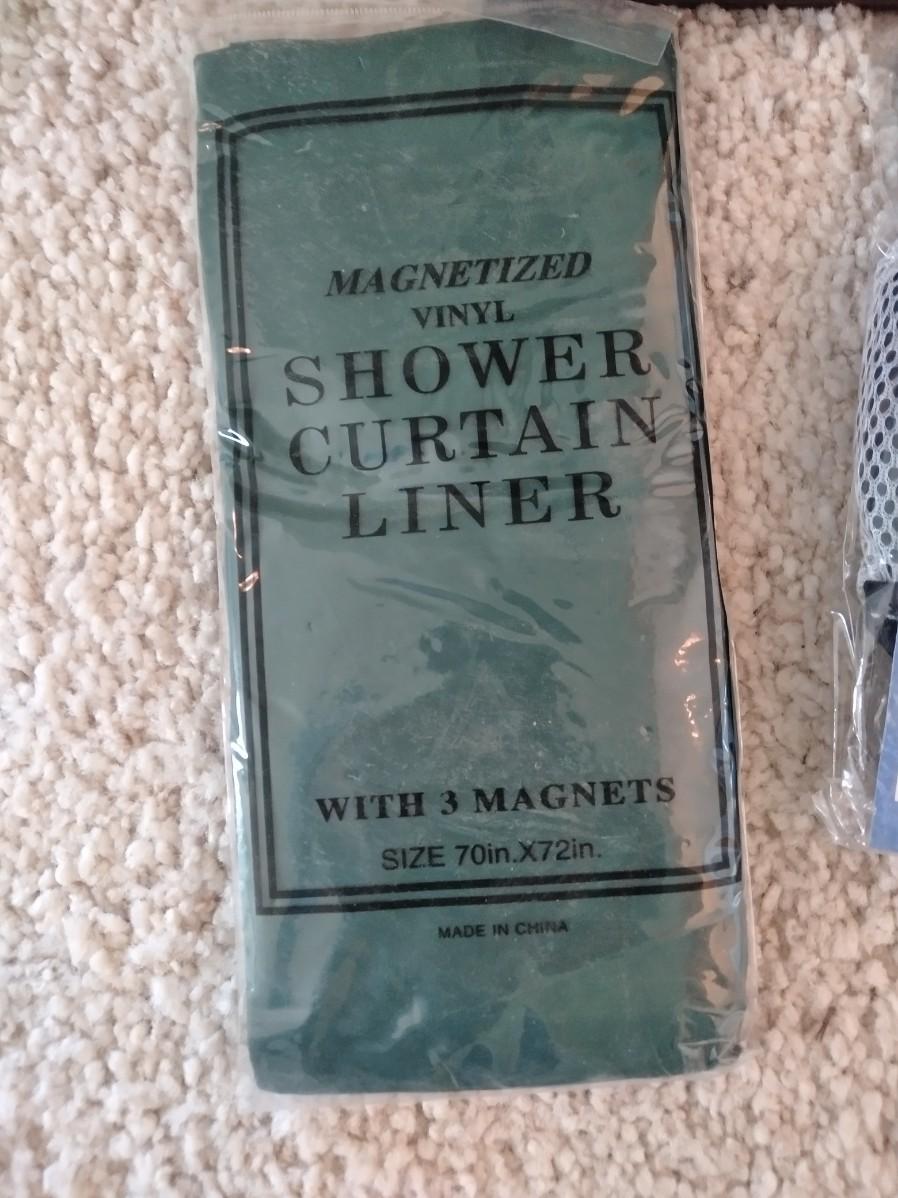 MAGNETIZED
VINYL
SHOWER
CURTAIN
LINER
WITH 3 MAGNETS
SIZE 70in.X72in.
MADE IN CHINA